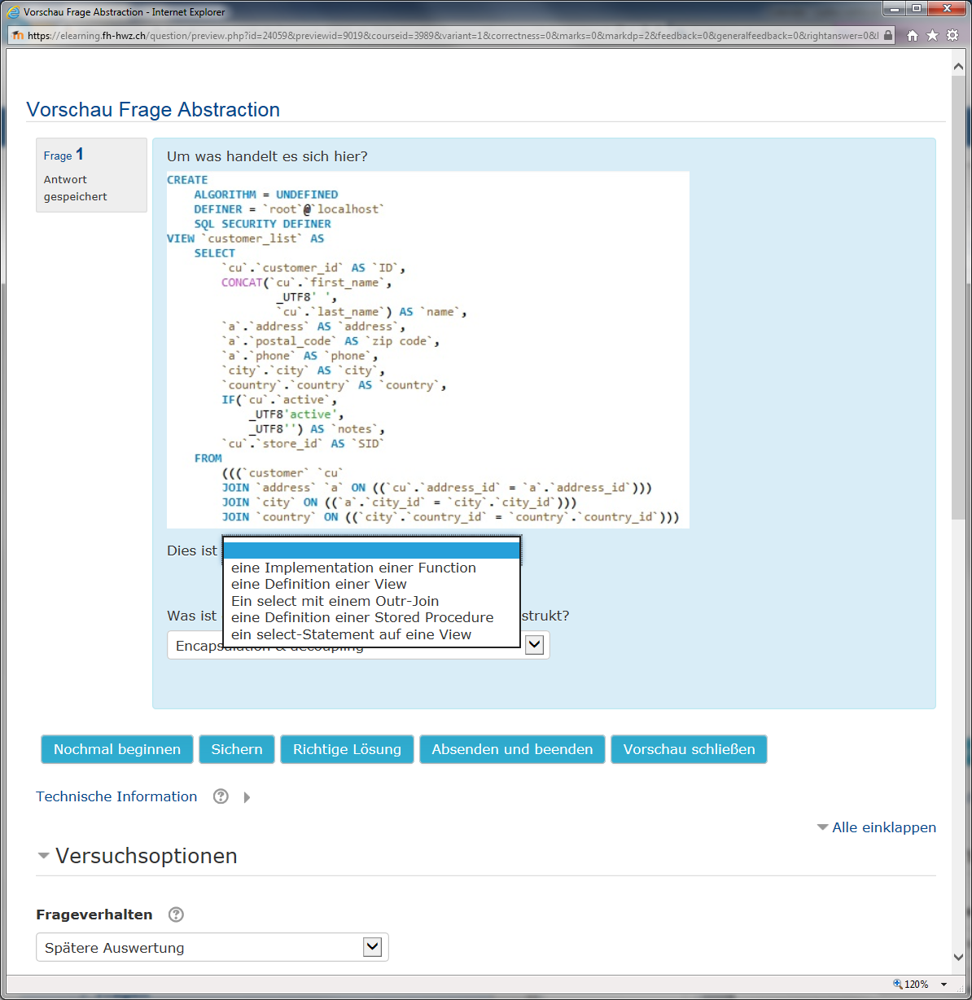 Vorschau Frage Abstraction - Internet Explorer
https://elearning.fh-hwz.ch/question/preview.php?id=24059&previewid=9019&courseid=3989&variant=1&correctness=0&marks=0&markdp=2&feedback=0&generalfeedback=0&rightanswer=0&l
Vorschau Frage Abstraction
Frage 1
Antwort
gespeichert
Um was handelt es sich hier?
CREATE
ALGORITHM = UNDEFINED
DEFINER = `root`@`localhost`
SQL SECURITY DEFINER
VIEW `customer_list` AS
SELECT
`cu`.`customer_id` AS `ID`,
CONCAT(`cu`.`first_name`,
_UTF8' ',
`cu`.`last_name`) AS `name`,
`a`.`address` AS `address`,
`a`.`postal_code` AS `zip code`,
`a`.`phone` AS `phone`,
`city`.`city` AS `city`,
`country`.`country` AS `country`,
IF(`cu`.`active`,
_UTF8'active',
_UTF8'') AS `notes`,
`cu`.`store_id` AS `SID`
FROM
(((`customer` `cu`
JOIN `address` `a` ON ((`cu`.`address_id` = `a`.`address_id`)))
JOIN `city` ON ((`a`.`city_id` = `city`.`city_id`)))
JOIN `country` ON ((`city`.`country_id` = `country`.`country_id`)))
Dies ist
eine Implementation einer Function
eine Definition einer View
Ein select mit einem Outr-Join
eine Definition einer Stored Procedure
ein select-Statement auf eine View
Was ist strukt?
Encapsulation & decoupling
Nochmal beginnen Sichern Richtige Lösung Absenden und beenden Vorschau schließen
Technische Information
Alle einklappen
Versuchsoptionen
Frageverhalten
Spätere Auswertung
120%